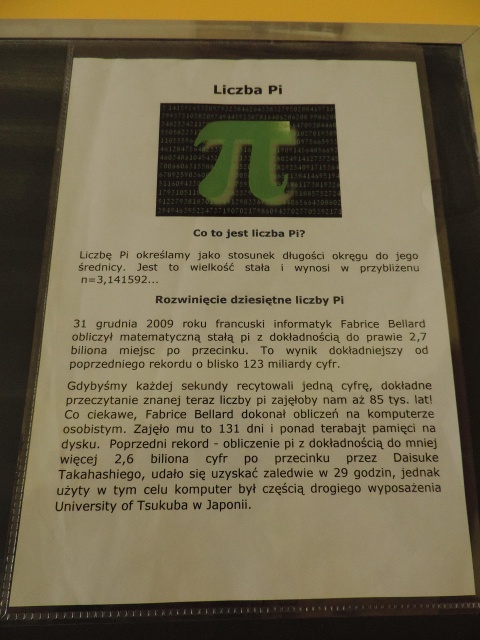 Liczba Pi
π
Co to jest liczba Pi?
Liczbę Pi określamy jako stosunek długości okręgu do jego
średnicy. Jest to wielkość stała i wynosi w przybliżenu
n=3,141592...
Rozwinięcie dziesiętne liczby Pi
31 grudnia 2009 roku francuski informatyk Fabrice Bellard
obliczył matematyczną stałą pi z dokładnością do prawie 2,7
biliona miejsc po przecinku. To wynik dokładniejszy od
poprzedniego rekordu o blisko 123 miliardy cyfr.
Gdybyśmy każdej sekundy recytowali jedną cyfrę, dokładne
przeczytanie znanej teraz liczby pi zajęłoby nam aż 85 tys. lat!
Co ciekawe, Fabrice Bellard dokonał obliczeń na komputerze
osobistym. Zajęło mu to 131 dni i ponad terabajt pamięci na
dysku. Poprzedni rekord - obliczenie pi z dokładnością do mniej
więcej 2,6 biliona cyfr po przecinku przez Daisuke
Takahashiego, udało się uzyskać zaledwie w 29 godzin, jednak
użyty w tym celu komputer był częścią drogiego wyposażenia
University of Tsukuba w Japonii.